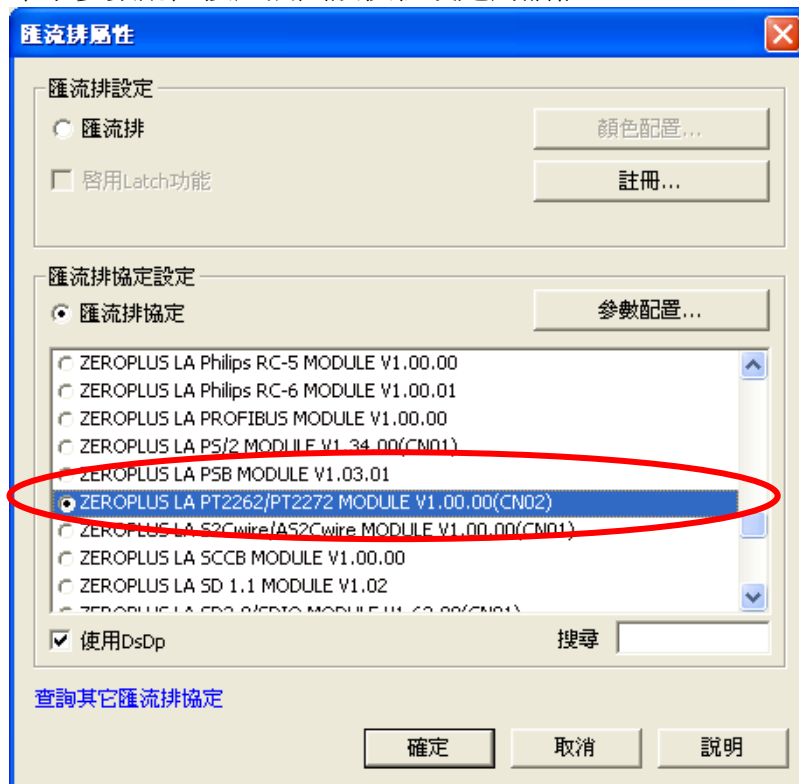 匯流排屬性
匯流排設定
匯流排
顏色配置...
啓用Latch功能
註冊...
匯流排協定設定
匯流排協定
參數配置...
ZEROPLUS LA Philips RC-5 MODULE V1.00.00
ZEROPLUS LA Philips RC-6 MODULE V1.00.01
ZEROPLUS LA PROFIBUS MODULE V1.00.00
ZEROPLUS LA PS/2 MODULE V1.34.00(CN01)
ZEROPLUS LA PSB MODULE V1.03.01
ZEROPLUS LA PT2262/PT2272 MODULE V1.00.00(CN02)
ZEROPLUS LA S2Cwire/AS2Cwire MODULE V1.00.00(CN01)
ZEROPLUS LA SCCB MODULE V1.00.00
ZEROPLUS LA SD 1.1 MODULE V1.02
使用DsDp
搜尋
查詢其它匯流排協定
確定
取消
說明